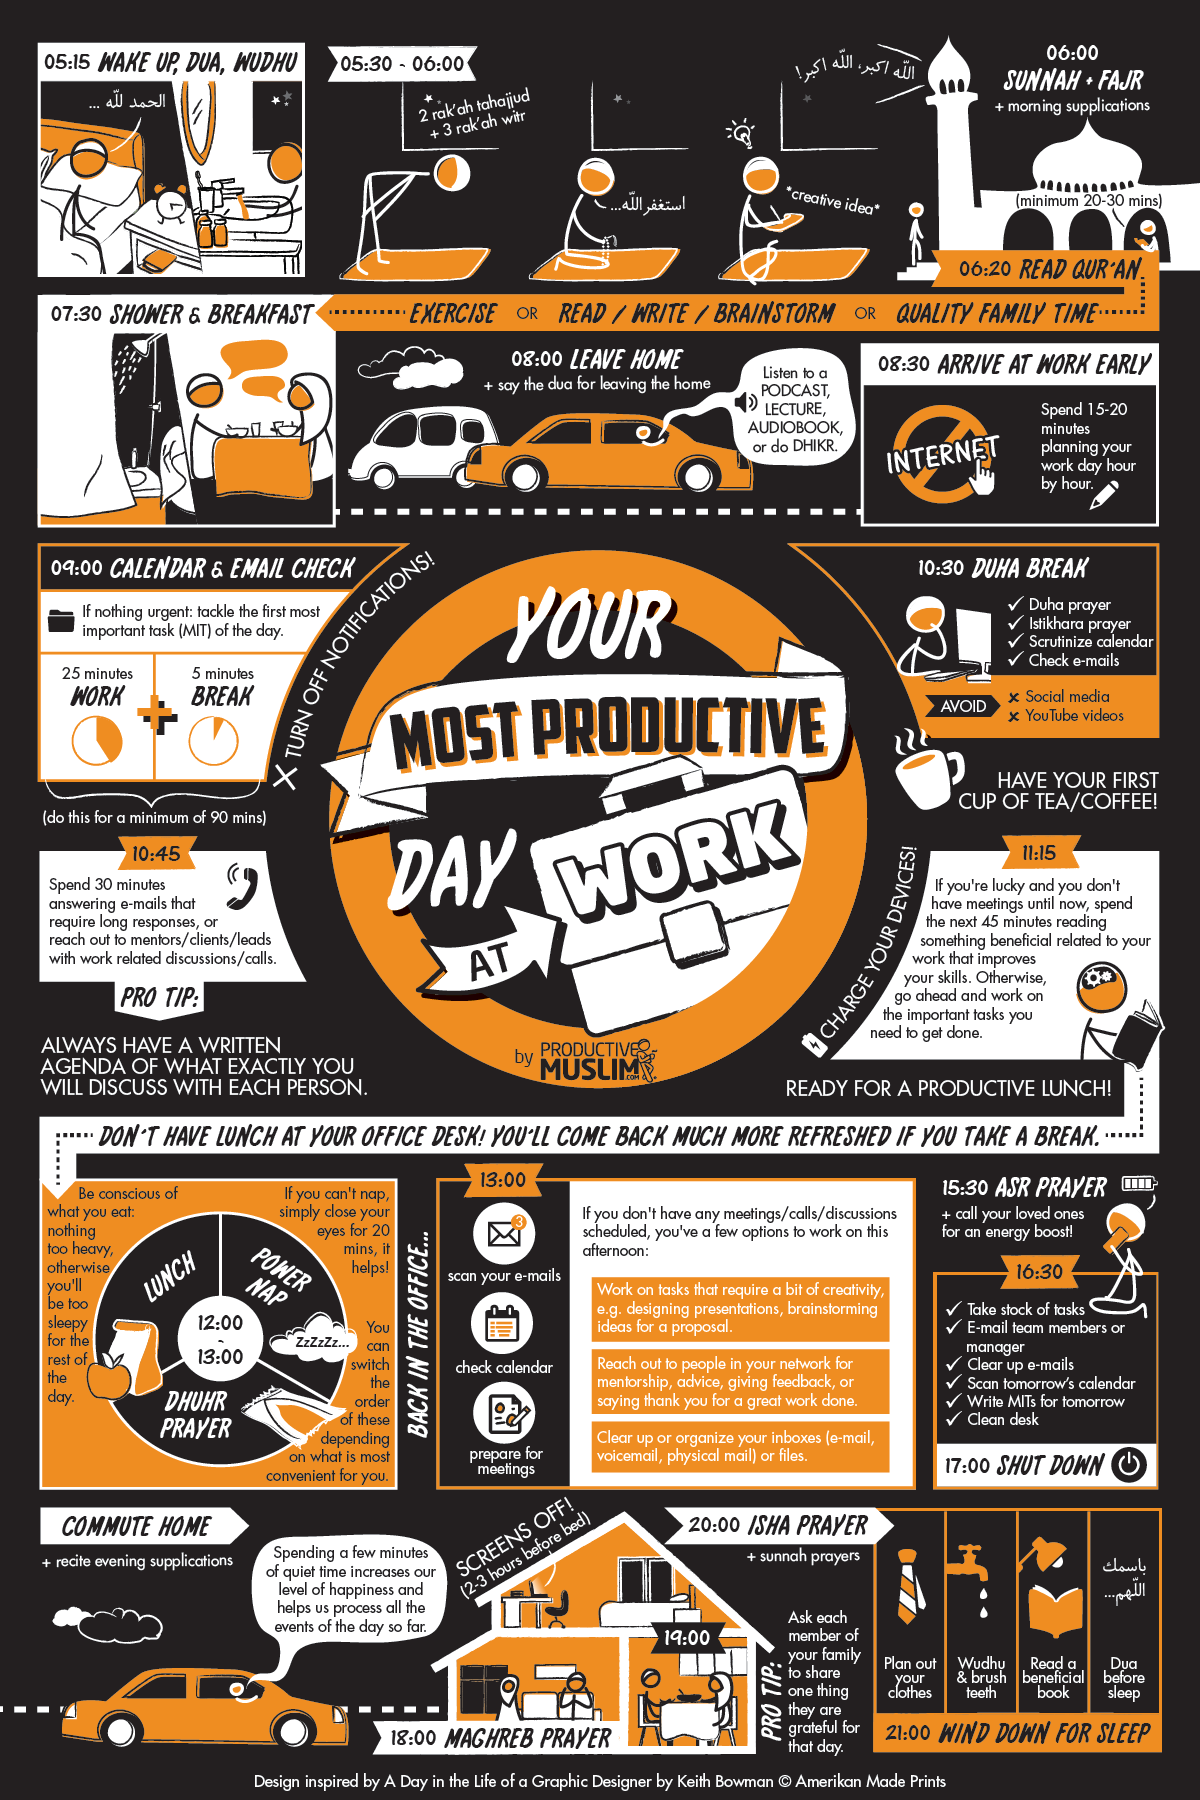 05:15 WAKE UP, DUA, WUDHU
الحمد لله ...
05:30 - 06:00
2 rak'ah tahajjud
+ 3 rak'ah witr
استغفرالله...
*creative idea*
الله اكبر، الله اكبر!
06:00
SUNNAH + FAJR
+ morning supplications
(minimum 20-30 mins)
06:20 READ QUR'AN
EXERCISE OR READ / WRITE / BRAINSTORM OR QUALITY FAMILY TIME
07:30 SHOWER & BREAKFAST
08:00 LEAVE HOME
+ say the dua for leaving the home
Listen to a
PODCAST,
LECTURE,
AUDIOBOOK,
or do DHIKR.
08:30 ARRIVE AT WORK EARLY
INTERNET
Spend 15-20
minutes
planning your
work day hour
by hour.
09:00 CALENDAR & EMAIL CHECK
If nothing urgent: tackle the first most
important task (MIT) of the day.
25 minutes
WORK
+
5 minutes
BREAK
(do this for a minimum of 90 mins)
X TURN OFF NOTIFICATIONS!
YOUR
MOST PRODUCTIVE
DAY
AT
WORK
by PRODUCTIVE
MUSLIM.COM
10:30 DUHA BREAK
✓ Duha prayer
✓ Istikhara prayer
✓ Scrutinize calendar
✓ Check e-mails
AVOID
✘ Social media
✘ YouTube videos
HAVE YOUR FIRST
CUP OF TEA/COFFEE!
10:45
Spend 30 minutes
answering e-mails that
require long responses, or
reach out to mentors/clients/leads
with work related discussions/calls.
PRO TIP:
ALWAYS HAVE A WRITTEN
AGENDA OF WHAT EXACTLY YOU
WILL DISCUSS WITH EACH PERSON.
11:15
If you're lucky and you don't
have meetings until now, spend
the next 45 minutes reading
something beneficial related to your
work that improves
your skills. Otherwise,
go ahead and work on
the important tasks you
need to get done.
CHARGE YOUR DEVICES!
READY FOR A PRODUCTIVE LUNCH!
DON'T HAVE LUNCH AT YOUR OFFICE DESK! YOU'LL COME BACK MUCH MORE REFRESHED IF YOU TAKE A BREAK.
Be conscious of
what you eat:
nothing
too heavy,
otherwise
you'll
be too
sleepy
for the
rest of
the
day.
If you can't nap,
simply close your
eyes for 20
mins, it
helps!
LUNCH
POWER
NAP
12:00
-
13:00
ZzZzZz...
DHUHR
PRAYER
You
can
switch
the
order
of these
depending
on what is most
convenient for you.
BACK IN THE OFFICE...
13:00
3
scan your e-mails
check calendar
prepare for
meetings
If you don't have any meetings/calls/discussions
scheduled, you've a few options to work on this
afternoon:
Work on tasks that require a bit of creativity,
e.g. designing presentations, brainstorming
ideas for a proposal.
Reach out to people in your network for
mentorship, advice, giving feedback, or
saying thank you for a great work done.
Clear up or organize your inboxes (e-mail,
voicemail, physical mail) or files.
15:30 ASR PRAYER
+ call your loved ones
for an energy boost!
16:30
✓ Take stock of tasks
✓ E-mail team members or
manager
✓ Clear up e-mails
✓ Scan tomorrow's calendar
✓ Write MITs for tomorrow
✓ Clean desk
17:00 SHUT DOWN
COMMUTE HOME
+ recite evening supplications
Spending a few minutes
of quiet time increases our
level of happiness and
helps us process all the
events of the day so far.
SCREENS OFF!
(2-3 hours before bed)
18:00 MAGHREB PRAYER
19:00
20:00 ISHA PRAYER
+ sunnah prayers
PRO TIP:
Ask each
member of
your family
to share
one thing
they are
grateful for
that day.
Plan out
your
clothes
Wudhu
& brush
teeth
Read a
beneficial
book
باسمك
اللّهم...
Dua
before
sleep
21:00 WIND DOWN FOR SLEEP
Design inspired by A Day in the Life of a Graphic Designer by Keith Bowman © Amerikan Made Prints